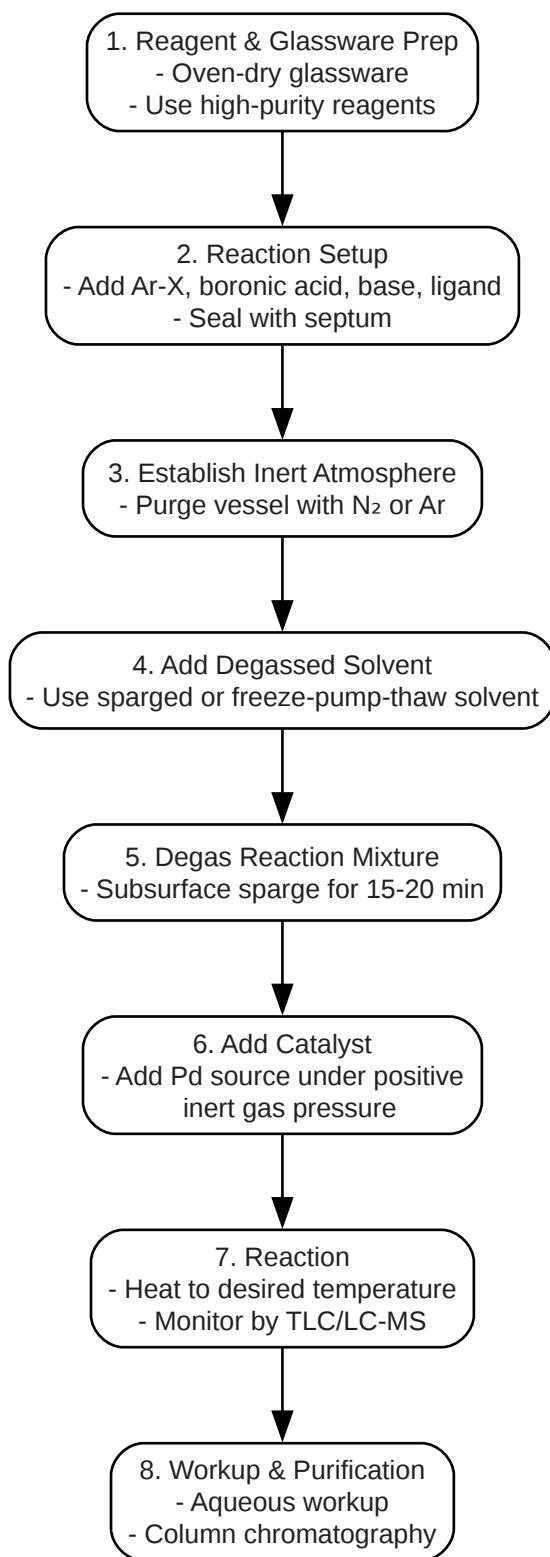 1. Reagent & Glassware Prep
- Oven-dry glassware
- Use high-purity reagents
2. Reaction Setup
- Add Ar-X, boronic acid, base, ligand
- Seal with septum
3. Establish Inert Atmosphere
- Purge vessel with N₂ or Ar
4. Add Degassed Solvent
- Use sparged or freeze-pump-thaw solvent
5. Degas Reaction Mixture
- Subsurface sparge for 15-20 min
6. Add Catalyst
- Add Pd source under positive
inert gas pressure
7. Reaction
- Heat to desired temperature
- Monitor by TLC/LC-MS
8. Workup & Purification
- Aqueous workup
- Column chromatography